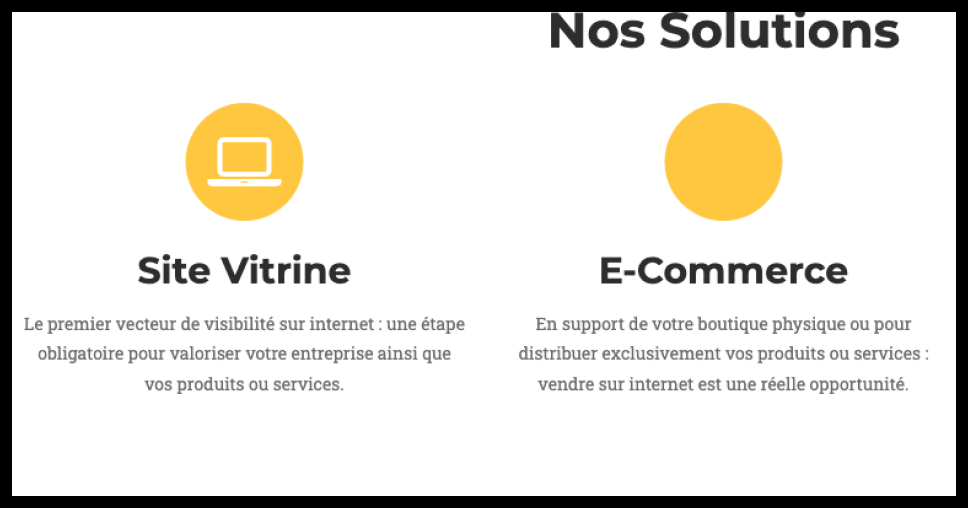 Nos Solutions
Site Vitrine
Le premier vecteur de visibilité sur internet : une étape
obligatoire pour valoriser votre entreprise ainsi que
vos produits ou services.
E-Commerce
En support de votre boutique physique ou pour
distribuer exclusivement vos produits ou services :
vendre sur internet est une réelle opportunité.